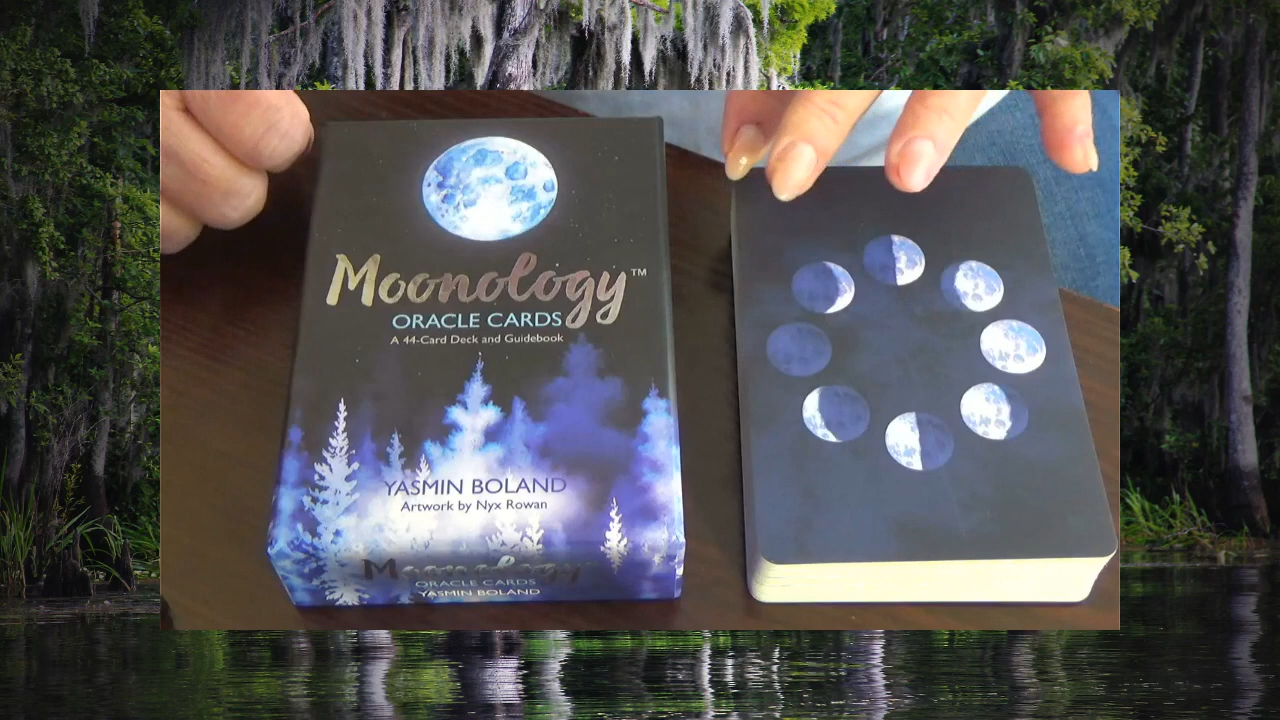 Moonology™
ORACLE CARDS
A 44-Card Deck and Guidebook
YASMIN BOLAND
Artwork by Nyx Rowan
Moonology
ORACLE CARDS
YASMIN BOLAND